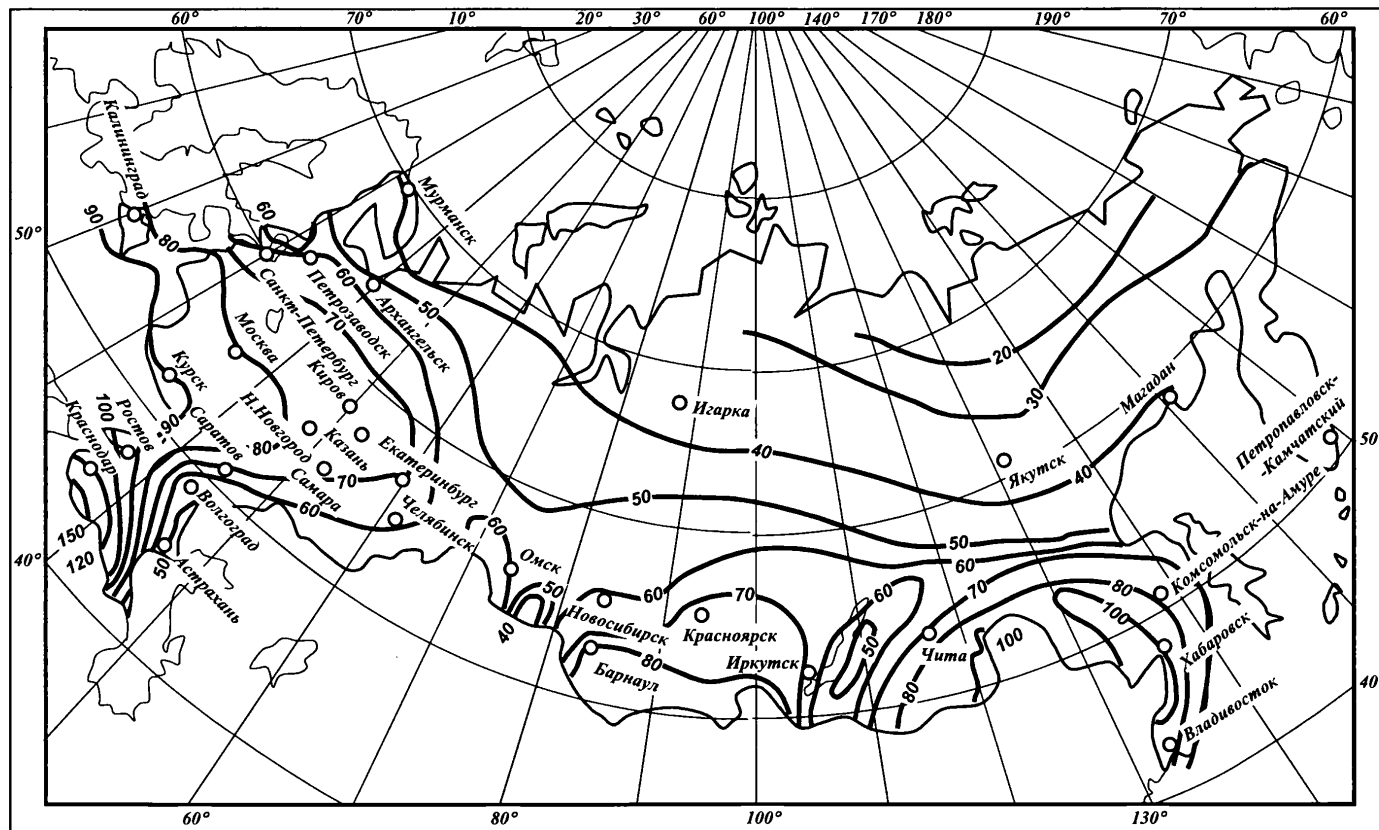 60° 70° 10° 20° 30° 60° 100° 140° 170° 180° 190° 70° 60°
Калининград
Мурманск
90
80
60
50°
60
50
Санкт-Петербург
Петрозаводск
Архангельск
70
Москва
Киров
20
30
Курск
Игарка
Магадан
Краснодар
100
Ростов
90
Саратов
Н.Новгород
80
Казань
Екатеринбург
40
Якутск
40
Петропавловск-
-Камчатский
50
Самара
70
Челябинск
50
Волгоград
60
60
50
60
Комсомольск-на-Амуре
150
120
40°
50
Астрахань
Омск
50
40
60
70
60
70
80
100
Новосибирск
Красноярск
50
Чита
100
Хабаровск
Иркутск
Барнаул
80
80
40
Владивосток
60° 70° 80° 100° 110° 130°